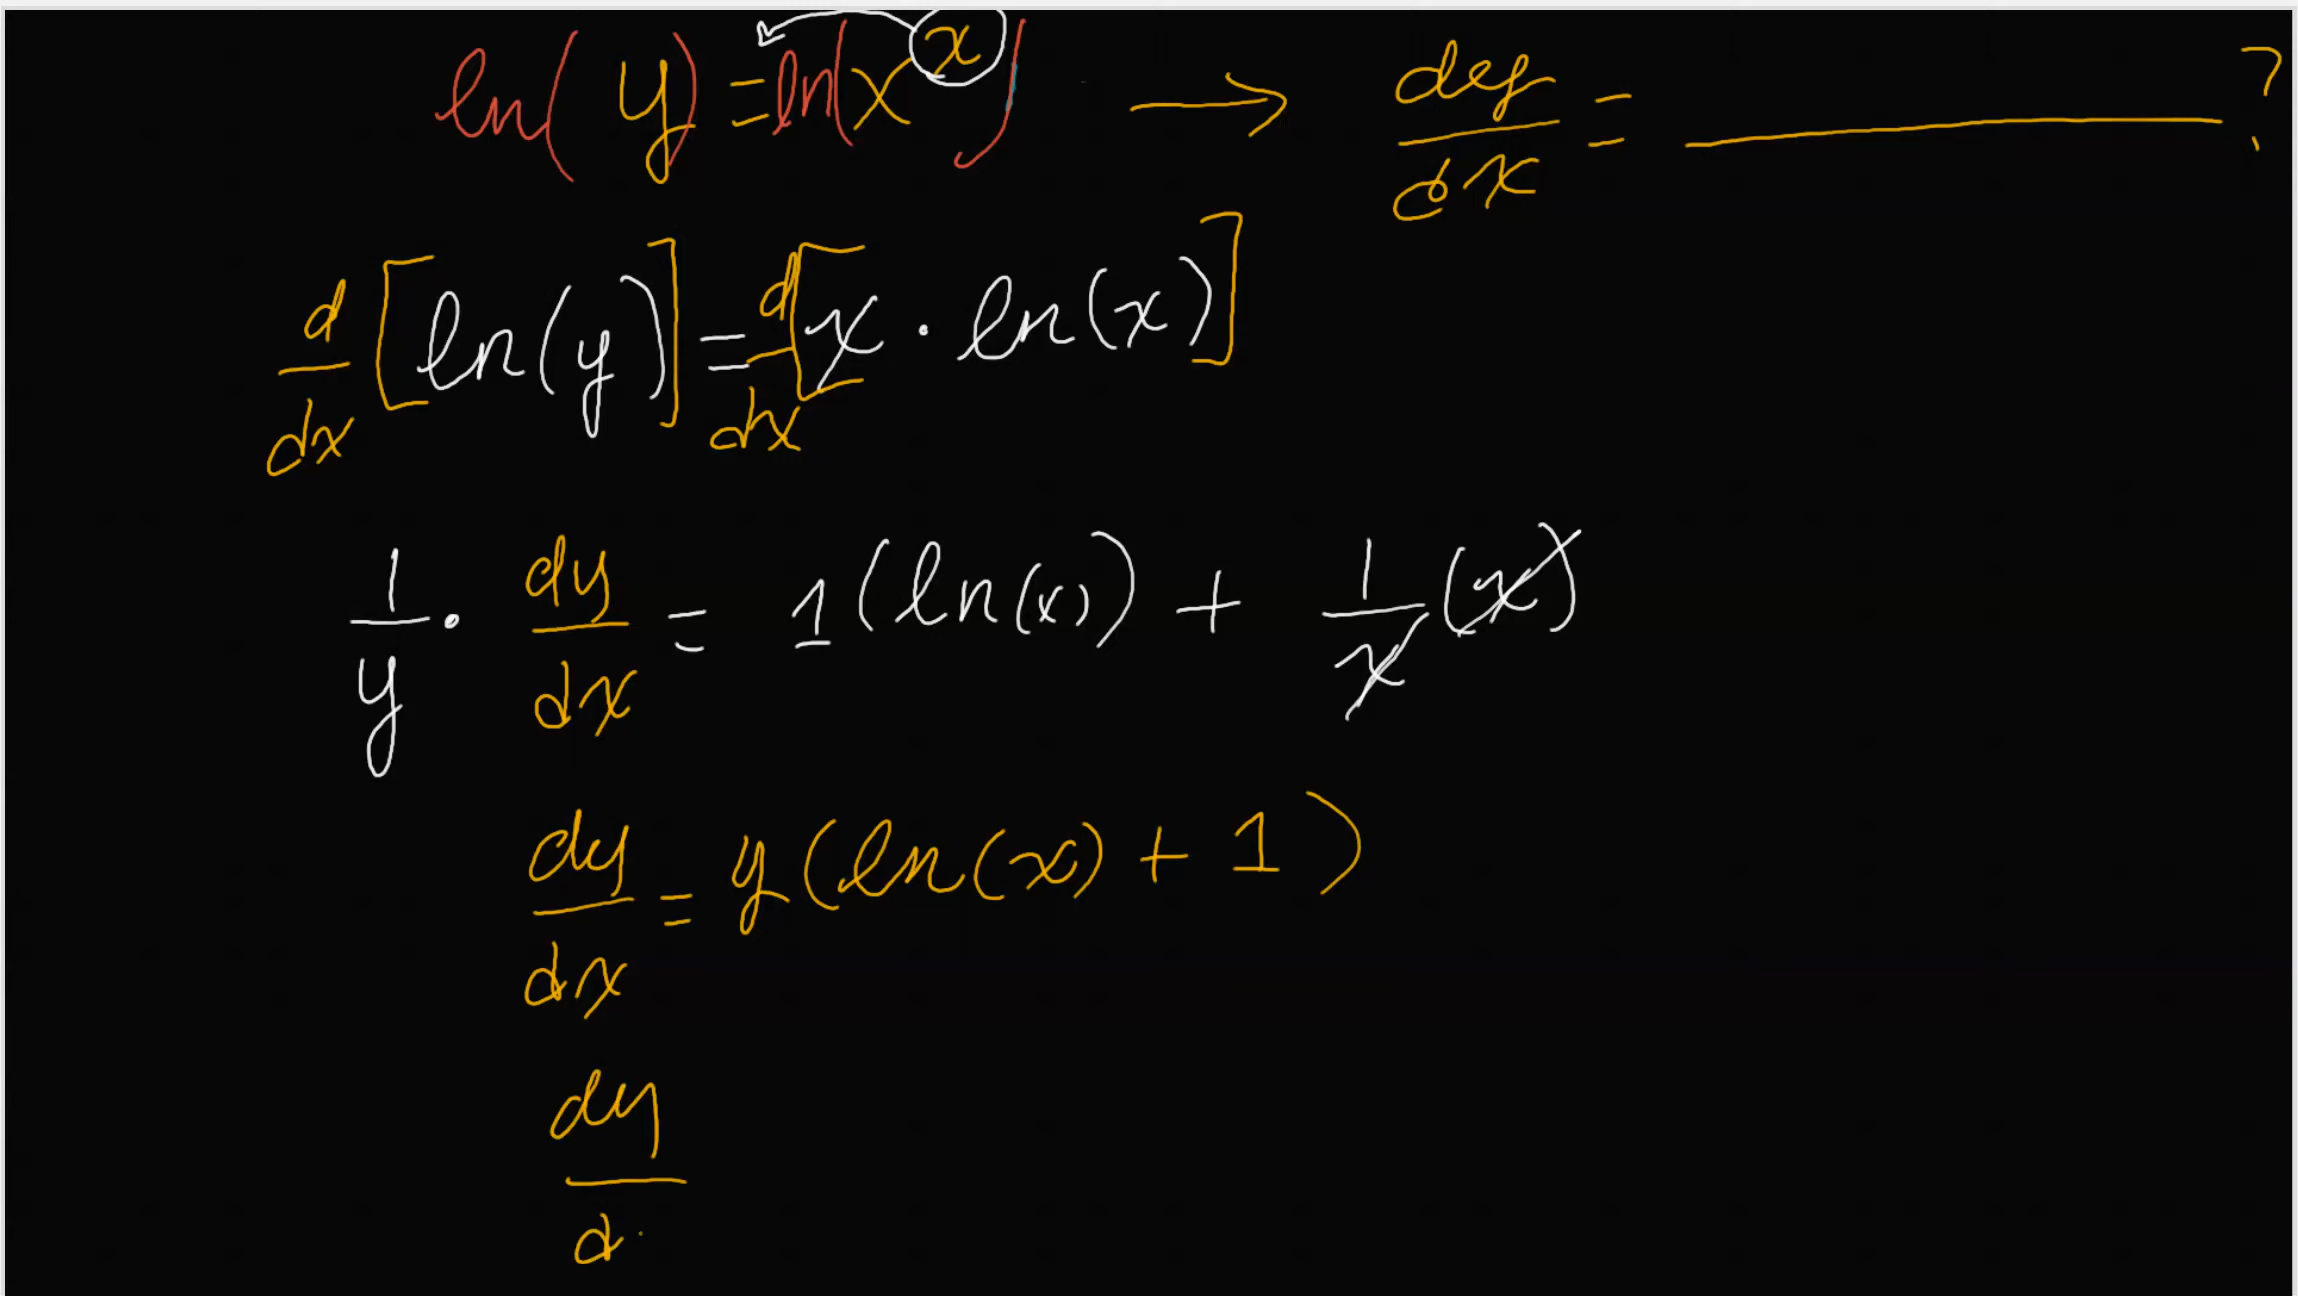 ln(y) = ln(x^x) → dy/dx = ______ ?
d/dx [ln(y)] = d/dx [x · ln(x)]
1/y · dy/dx = 1(ln(x)) + 1/x (x)
dy/dx = y(ln(x) + 1)
dy/d